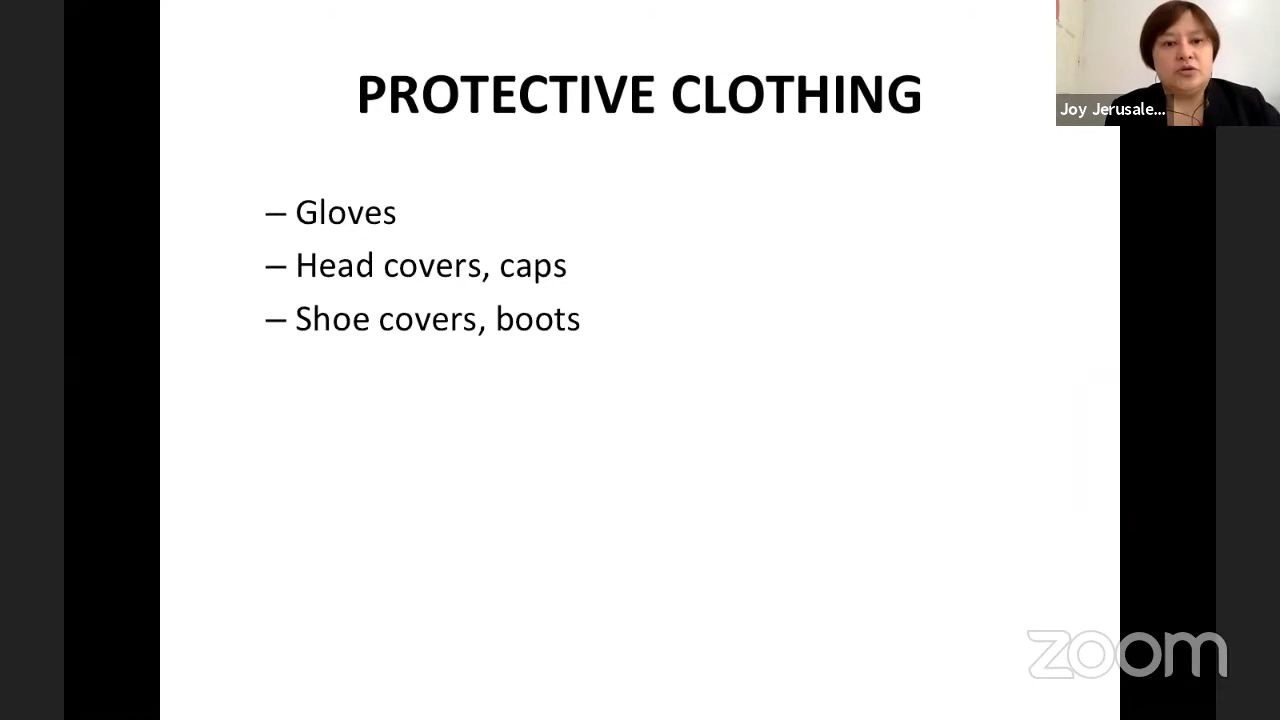 PROTECTIVE CLOTHING
Joy Jerusale...
– Gloves
– Head covers, caps
– Shoe covers, boots
zoom